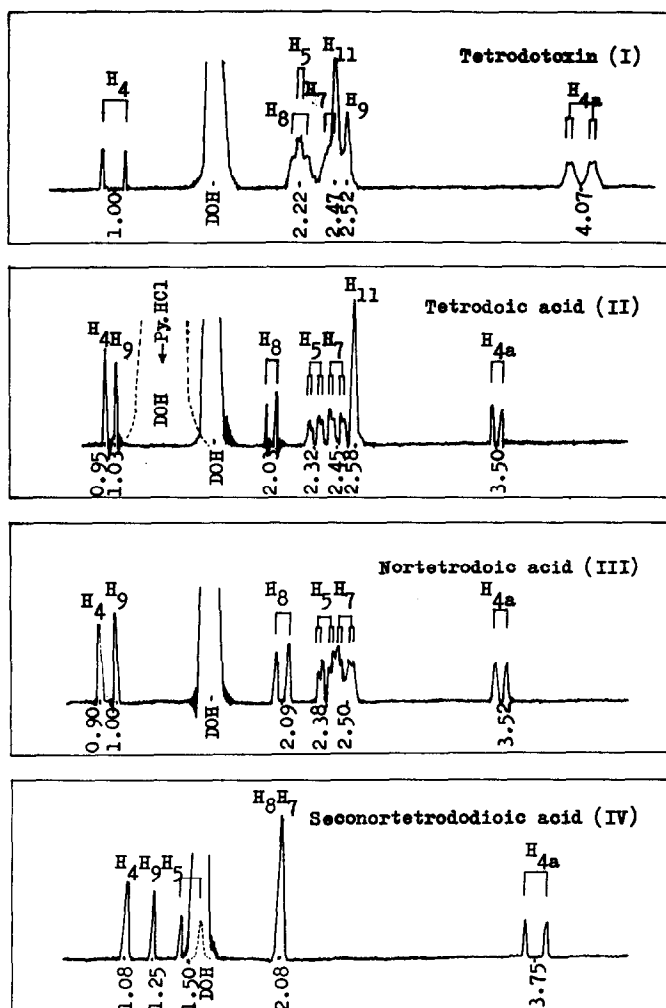 Tetrodotoxin (I)
H4
H5
H11
H7
H8
H9
H4a
1.00
DOH
2.22
2.47
2.52
4.07
Tetrodoic acid (II)
H11
H4
H9
DOH ← Py.HCl
H8
H5
H7
H4a
0.95
1.03
DOH
2.03
2.32
2.45
2.58
3.50
Nortetrodoic acid (III)
H4
H9
H8
H5
H7
H4a
0.90
1.00
DOH
2.09
2.38
2.50
3.52
Seconortetrododioic acid (IV)
H8
H7
H4
H9
H5
H4a
1.08
1.25
1.50
DOH
2.08
3.75